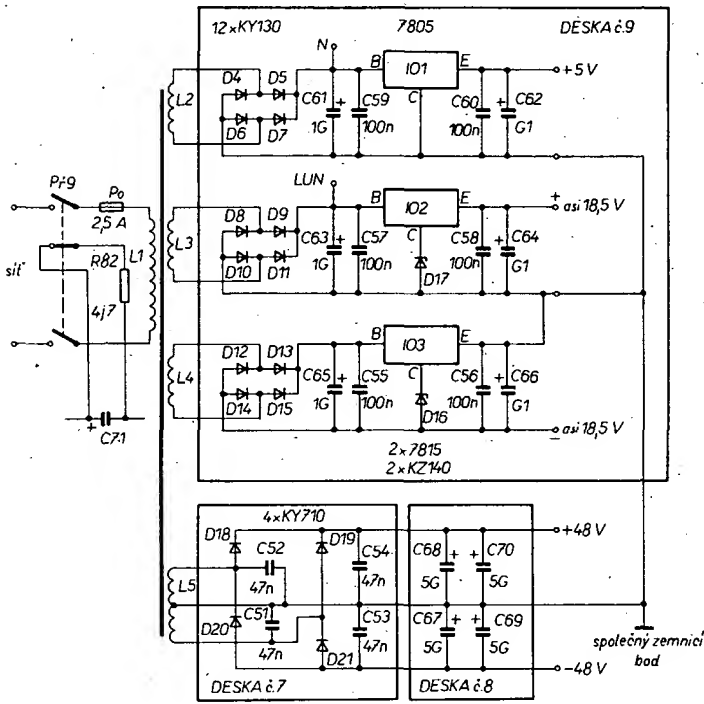 12×KY130 7805 DESKA č.9
N
D4 D5 B IO1 E +5V
L2 C61 + C59 C C60 + C62
D6 D7 1G 100n 100n G1
Př9 Po LUN
2,5 A D8 D9 B IO2 E + asi 18,5 V
L1 L3 C63 + C57 C C58 + C64
síť R82 D10 D11 1G 100n D17 100n G1
4j7
D12 D13 B IO3 E
L4 C65 + C55 C C56 + C66
D14 D15 1G 100n D16 100n G1
+ C71 − asi 18,5 V
2×7815
2×KZ140
4×KY710
D18 C52 D19 C54 C68 + + C70 +48 V
L5 47n 47n 5G 5G
D20 C51 C53 C67 + + C69
47n D21 47n 5G 5G společný zemnicí
bod
DESKA č.7 DESKA č.8 −48 V